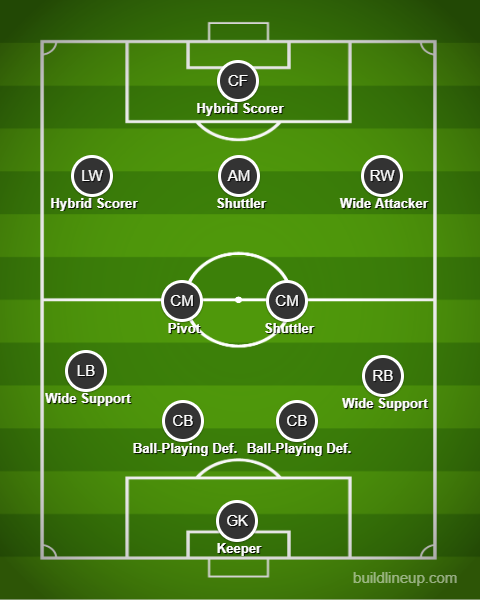 CF
Hybrid Scorer
LW
AM
RW
Hybrid Scorer
Shuttler
Wide Attacker
CM
CM
Pivot
Shuttler
LB
RB
Wide Support
Wide Support
CB
CB
Ball-Playing Def.
Ball-Playing Def.
GK
Keeper
buildlineup.com